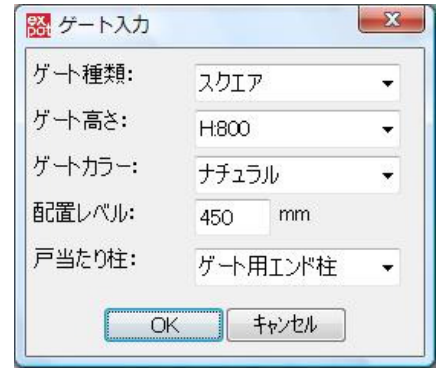 expot ゲート入力
ゲート種類: スクエア
ゲート高さ: H:800
ゲートカラー: ナチュラル
配置レベル: 450 mm
戸当たり柱: ゲート用エンド柱
OK キャンセル